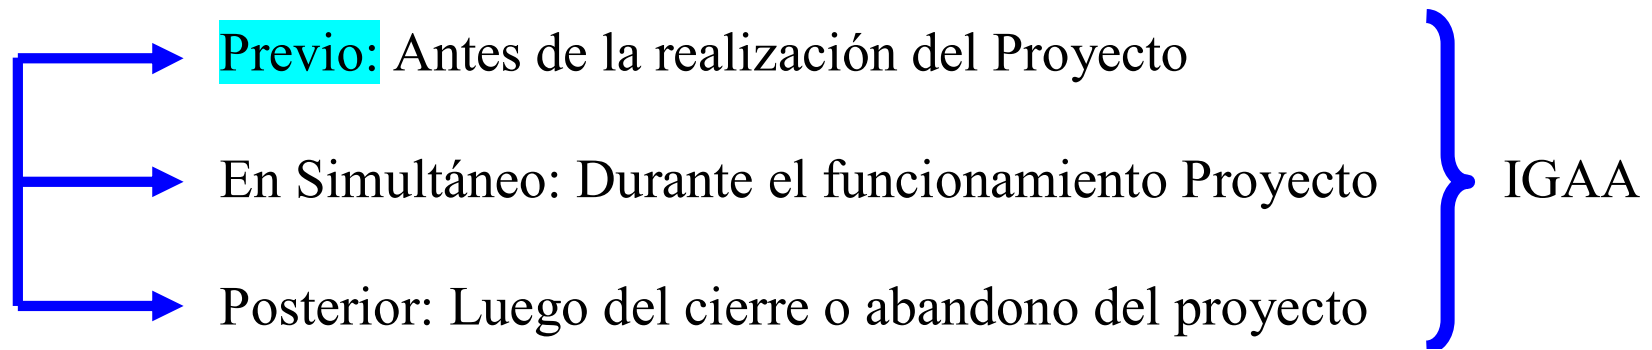 Previo: Antes de la realización del Proyecto
En Simultáneo: Durante el funcionamiento Proyecto
IGAA
Posterior: Luego del cierre o abandono del proyecto